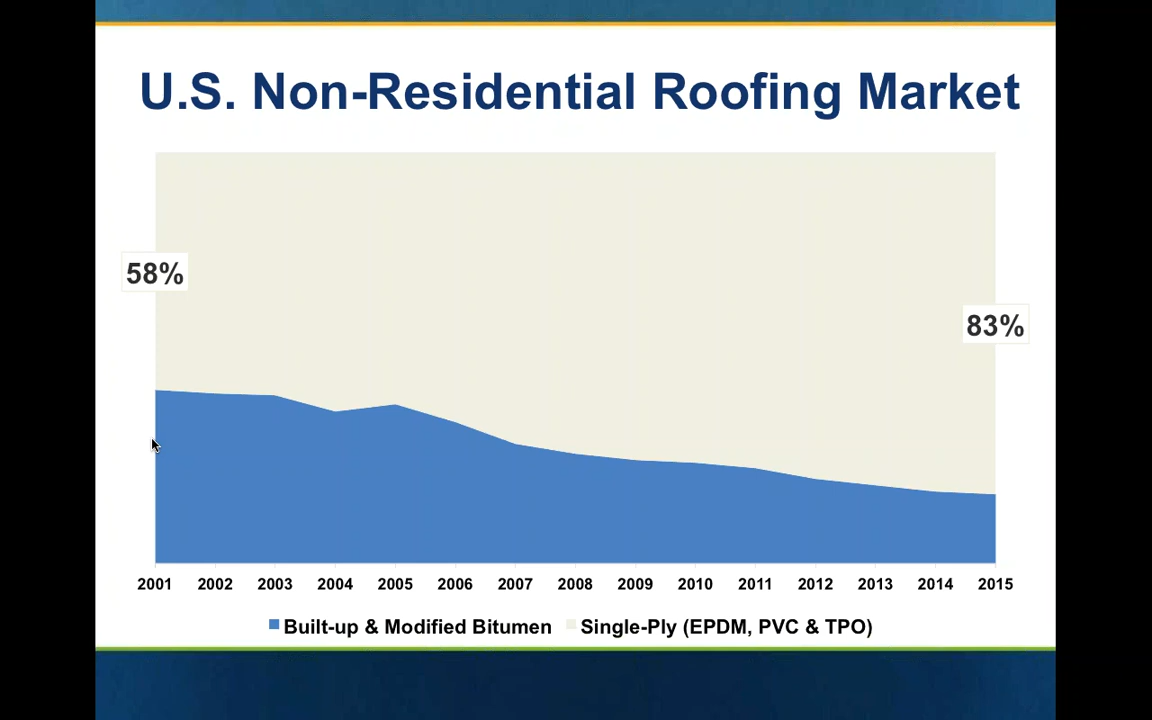 U.S. Non-Residential Roofing Market
58%
83%
2001 2002 2003 2004 2005 2006 2007 2008 2009 2010 2011 2012 2013 2014 2015
Built-up & Modified Bitumen Single-Ply (EPDM, PVC & TPO)